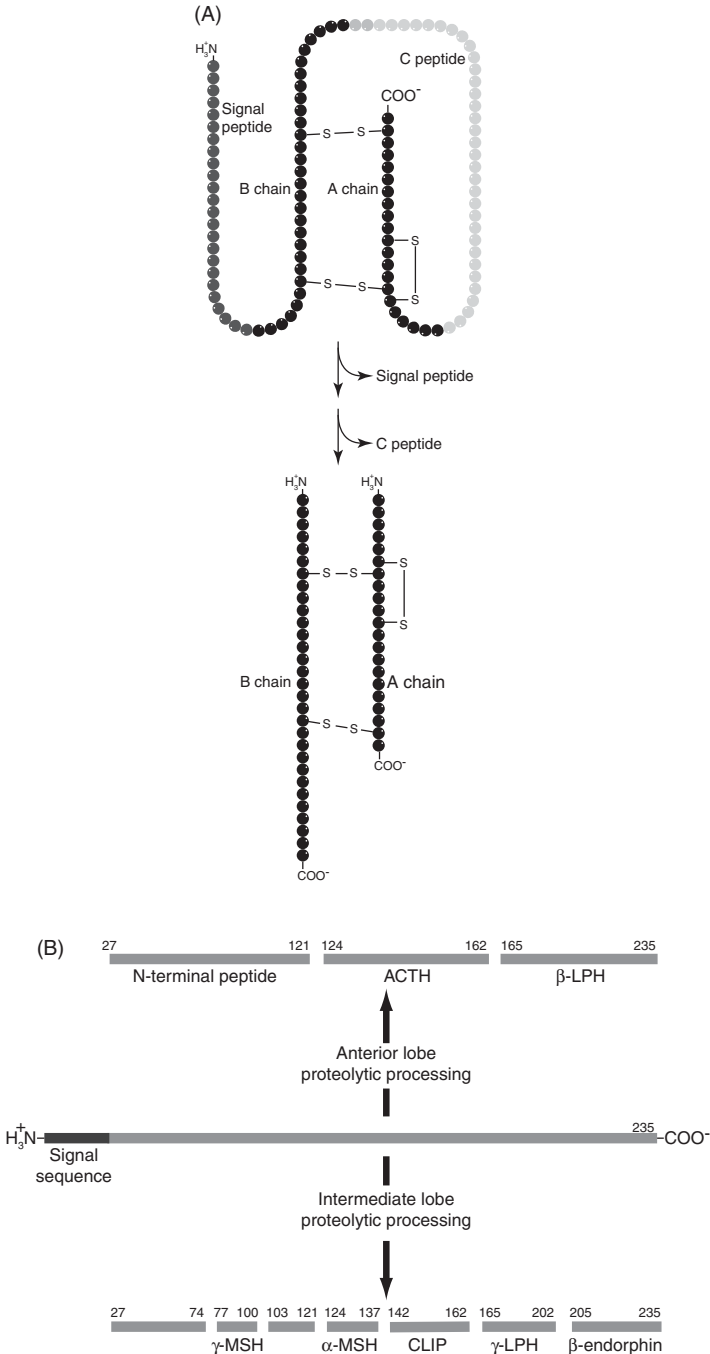 (A)
H₃N⁺
C peptide
COO⁻
Signal
peptide
S S
B chain
A chain
S
S S
S
Signal peptide
C peptide
H₃N⁺ H₃N⁺
S
S S
S
B chain
A chain
S S
COO⁻
COO⁻
(B)
27 121 124 162 165 235
N-terminal peptide ACTH β-LPH
Anterior lobe
proteolytic processing
235
H₃N⁺ COO⁻
Signal
sequence
Intermediate lobe
proteolytic processing
27 74 77 100 103 121 124 137 142 162 165 202 205 235
γ-MSH α-MSH CLIP γ-LPH β-endorphin